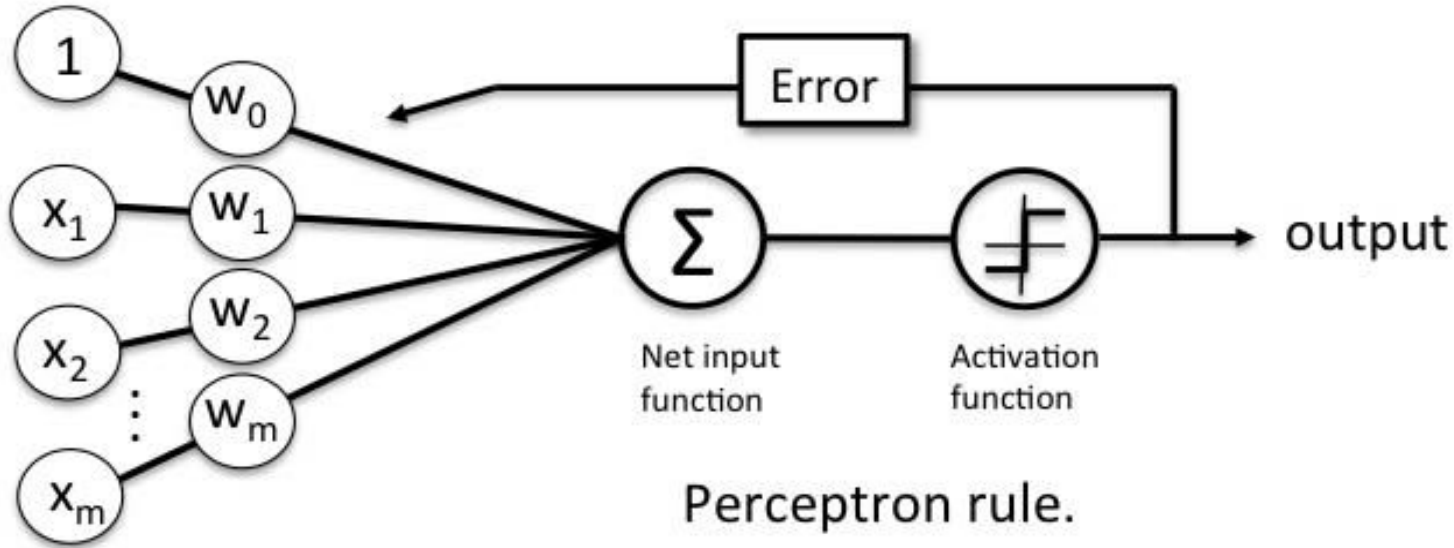 1
w₀
Error
x₁
w₁
Σ
output
x₂
w₂
⋮
xₘ
wₘ
Net input
function
Activation
function
Perceptron rule.